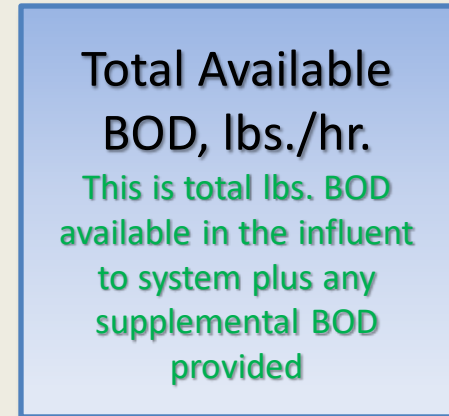 Total Available
BOD, lbs./hr.
This is total lbs. BOD
available in the influent
to system plus any
supplemental BOD
provided